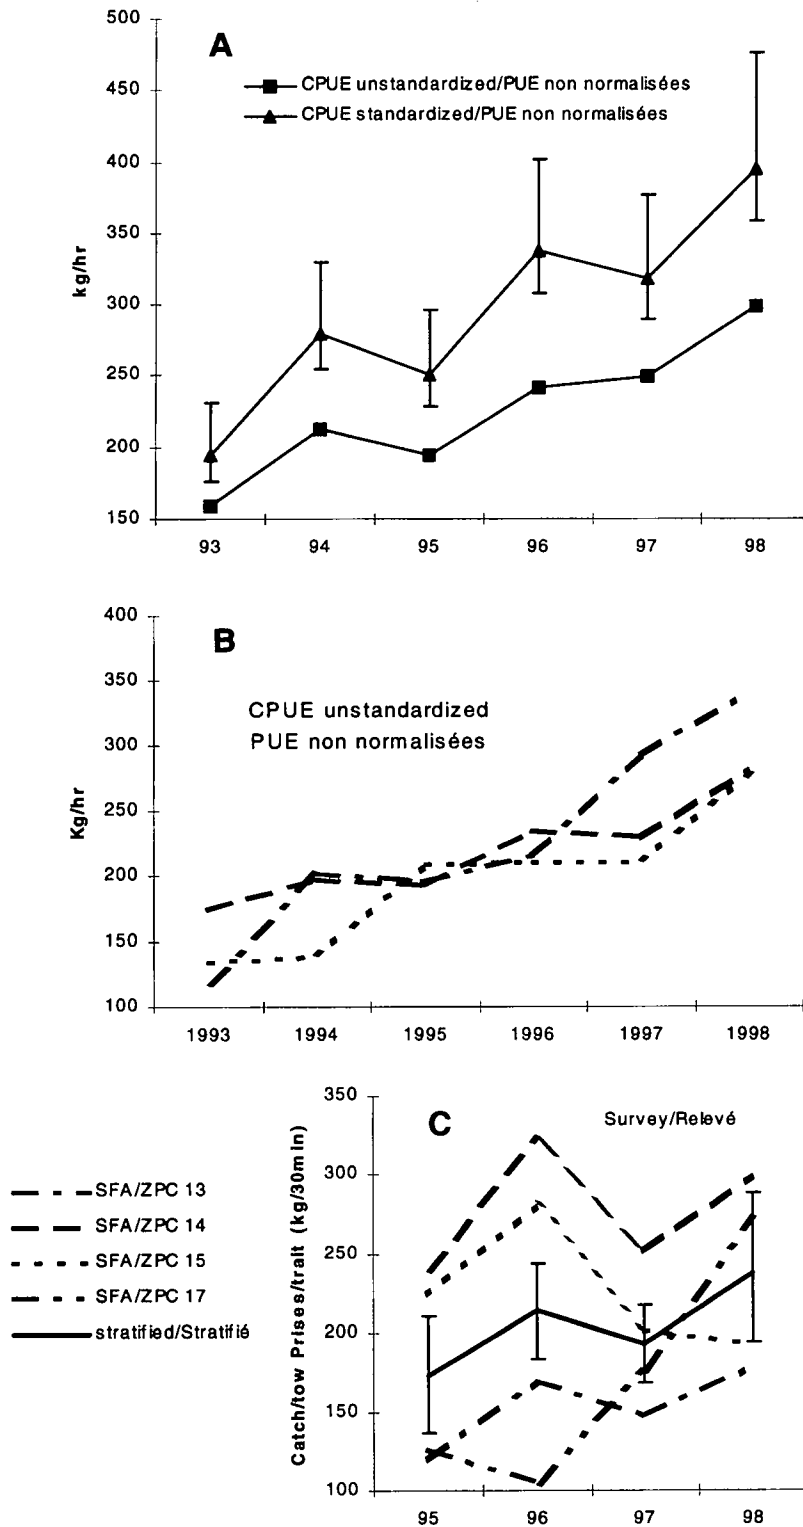 500
450
400
350
300
250
200
150
kg/hr
A
CPUE unstandardized/PUE non normalisées
CPUE standardized/PUE non normalisées
93 94 95 96 97 98
400
350
300
250
200
150
100
Kg/hr
B
CPUE unstandardized
PUE non normalisées
1993 1994 1995 1996 1997 1998
350
300
250
200
150
100
Catch/tow Prises/trait (kg/30min)
C
Survey/Relevé
95 96 97 98
SFA/ZPC 13
SFA/ZPC 14
SFA/ZPC 15
SFA/ZPC 17
stratified/Stratifié